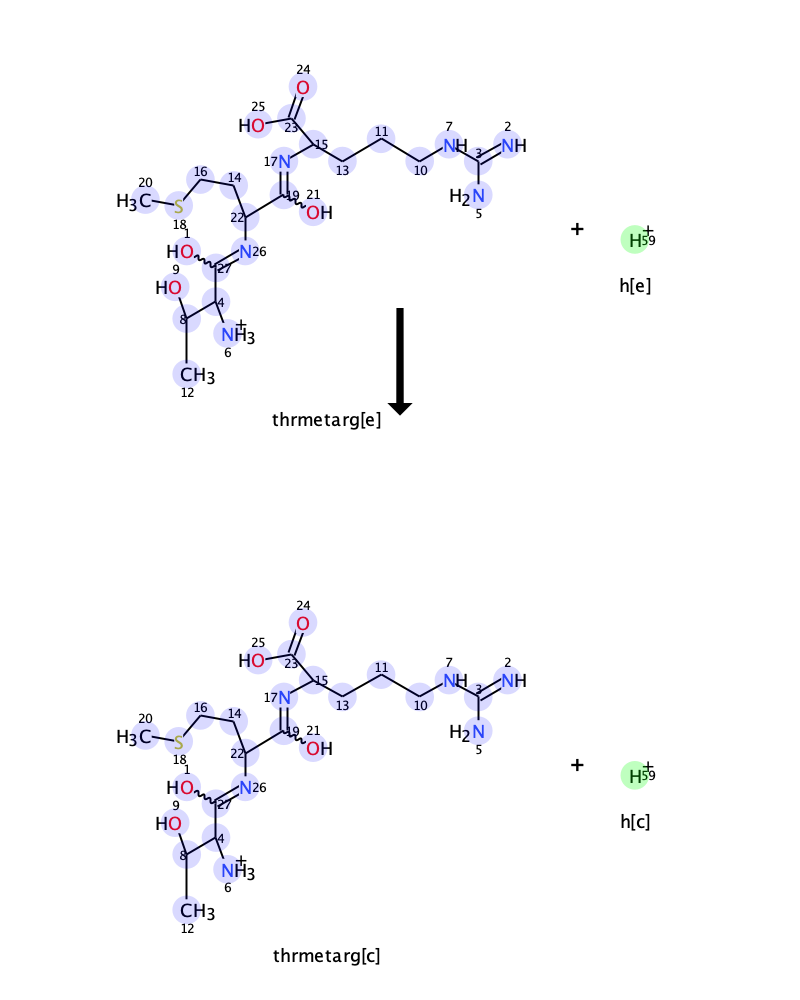 24
O
25
HO
23
15
11
7
NH
3
2
NH
17
N
13
10
H2N
5
20
H3C
16
14
S
18
22
19
21
OH
1
HO
N
26
27
9
HO
8
4
NH3
+
6
CH3
12
+
H
+
59
h[e]
thrmetarg[e]
24
O
25
HO
23
15
11
7
NH
3
2
NH
17
N
13
10
H2N
5
20
H3C
16
14
S
18
22
19
21
OH
1
HO
N
26
27
9
HO
8
4
NH3
+
6
CH3
12
+
H
+
59
h[c]
thrmetarg[c]